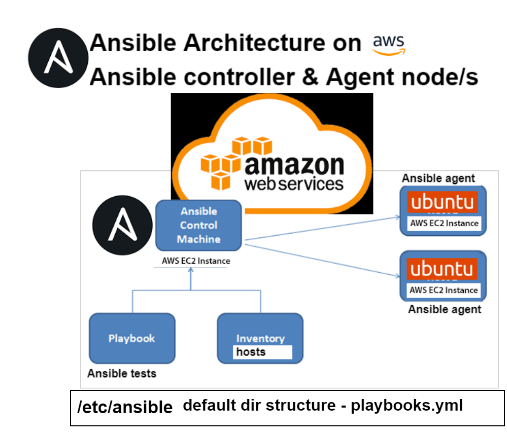 Ansible Architecture on aws
Ansible controller & Agent node/s
amazon
web services
Ansible agent
ubuntu
AWS EC2 Instance
Ansible
Control
Machine
AWS EC2 Instance
ubuntu
AWS EC2 Instance
Ansible agent
Playbook
Inventory
hosts
Ansible tests
/etc/ansible default dir structure - playbooks.yml